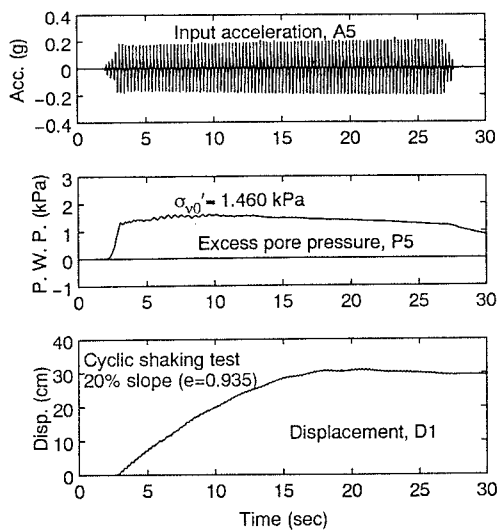 Input acceleration, A5
Acc. (g)
0.4
0.2
0
−0.2
−0.4
0 5 10 15 20 25 30
σv0' = 1.460 kPa
Excess pore pressure, P5
P. W. P. (kPa)
3
2
1
0
−1
0 5 10 15 20 25 30
Cyclic shaking test
20% slope (e=0.935)
Displacement, D1
Disp. (cm)
40
30
20
10
0
0 5 10 15 20 25 30
Time (sec)